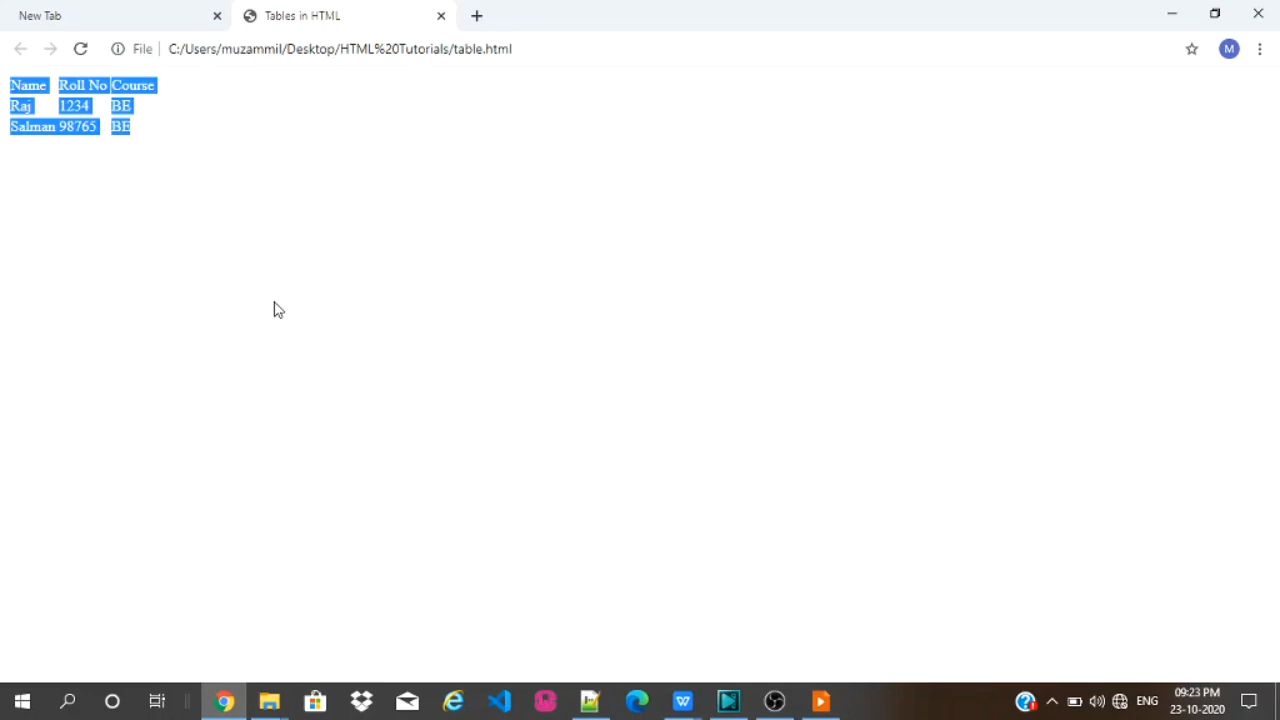 New Tab
Tables in HTML
File
C:/Users/muzammil/Desktop/HTML%20Tutorials/table.html
M
Name Roll No Course
Raj 1234 BE
Salman 98765 BE
W
ENG
09:23 PM
23-10-2020